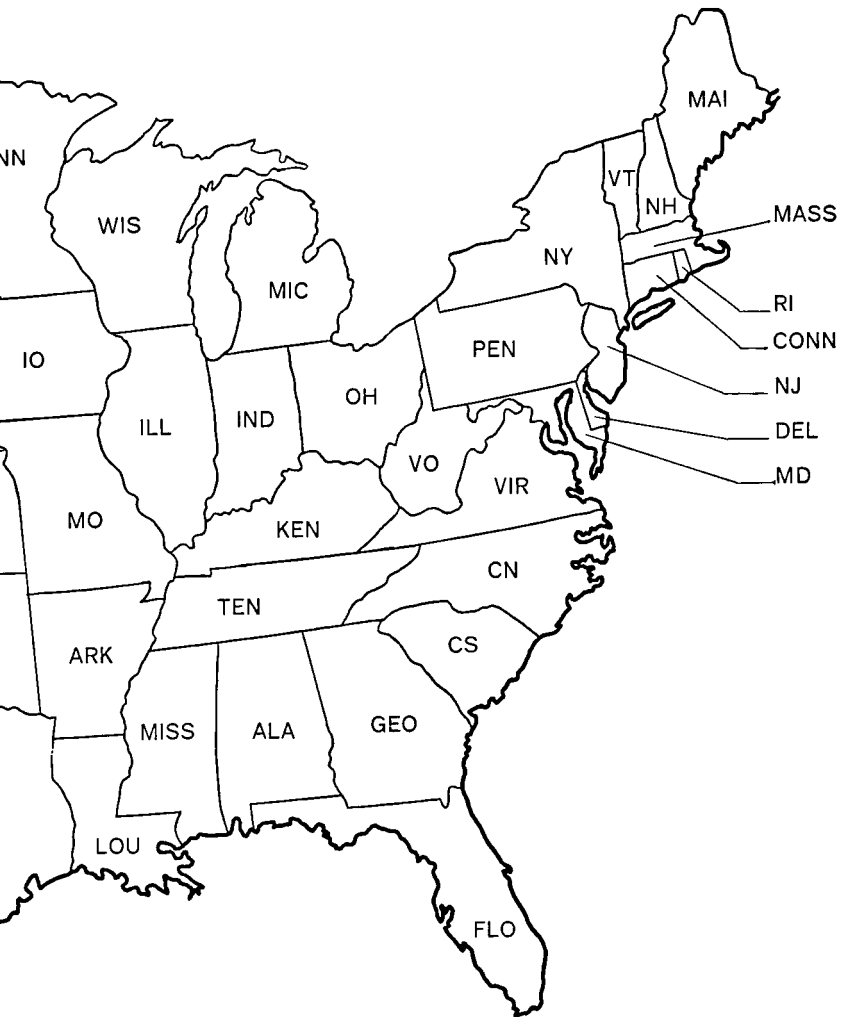 MAI
NN
VT
NH
MASS
WIS
NY
MIC
RI
CONN
PEN
IO
NJ
OH
IND
ILL
DEL
VO
MD
VIR
MO
KEN
CN
TEN
CS
ARK
GEO
MISS
ALA
LOU
FLO